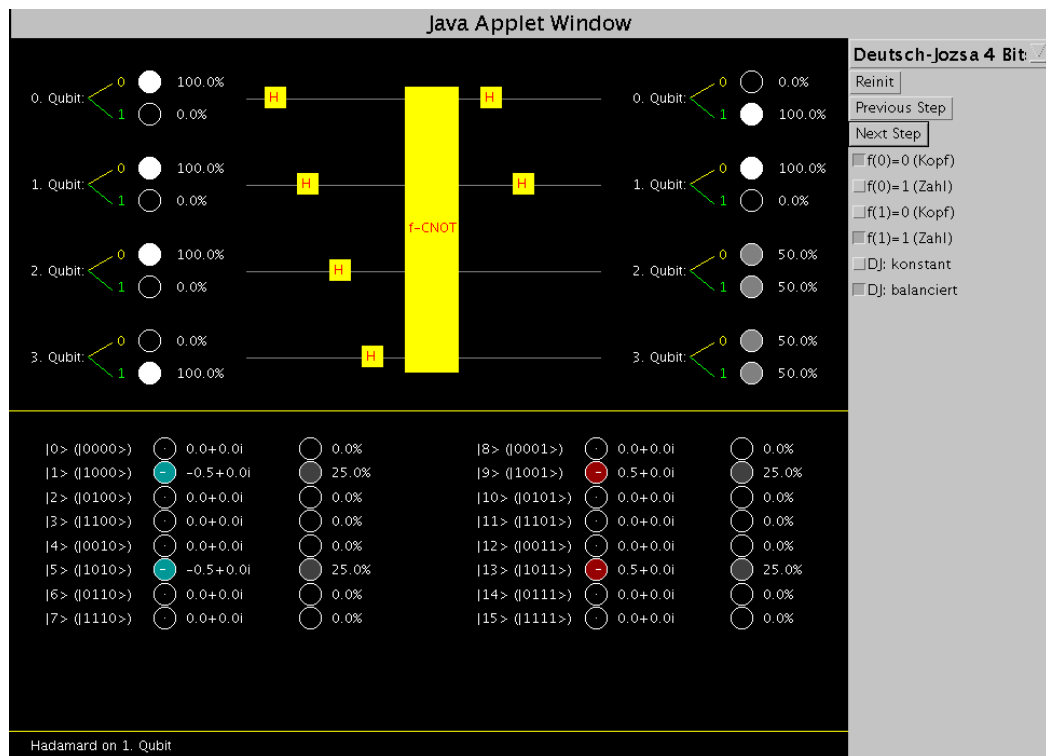 Java Applet Window
Deutsch-Jozsa 4 Bit
Reinit
Previous Step
Next Step
f(0)=0 (Kopf)
f(0)=1 (Zahl)
f(1)=0 (Kopf)
f(1)=1 (Zahl)
DJ: konstant
DJ: balanciert
0. Qubit: 0 100.0% H H 0. Qubit: 0 0.0%
1 0.0% 1 100.0%
1. Qubit: 0 100.0% H H 1. Qubit: 0 100.0%
1 0.0% 1 0.0%
f-CNOT
2. Qubit: 0 100.0% H 2. Qubit: 0 50.0%
1 0.0% 1 50.0%
3. Qubit: 0 0.0% H 3. Qubit: 0 50.0%
1 100.0% 1 50.0%
|0> (|0000>) 0.0+0.0i 0.0% |8> (|0001>) 0.0+0.0i 0.0%
|1> (|1000>) -0.5+0.0i 25.0% |9> (|1001>) 0.5+0.0i 25.0%
|2> (|0100>) 0.0+0.0i 0.0% |10> (|0101>) 0.0+0.0i 0.0%
|3> (|1100>) 0.0+0.0i 0.0% |11> (|1101>) 0.0+0.0i 0.0%
|4> (|0010>) 0.0+0.0i 0.0% |12> (|0011>) 0.0+0.0i 0.0%
|5> (|1010>) -0.5+0.0i 25.0% |13> (|1011>) 0.5+0.0i 25.0%
|6> (|0110>) 0.0+0.0i 0.0% |14> (|0111>) 0.0+0.0i 0.0%
|7> (|1110>) 0.0+0.0i 0.0% |15> (|1111>) 0.0+0.0i 0.0%
Hadamard on 1. Qubit